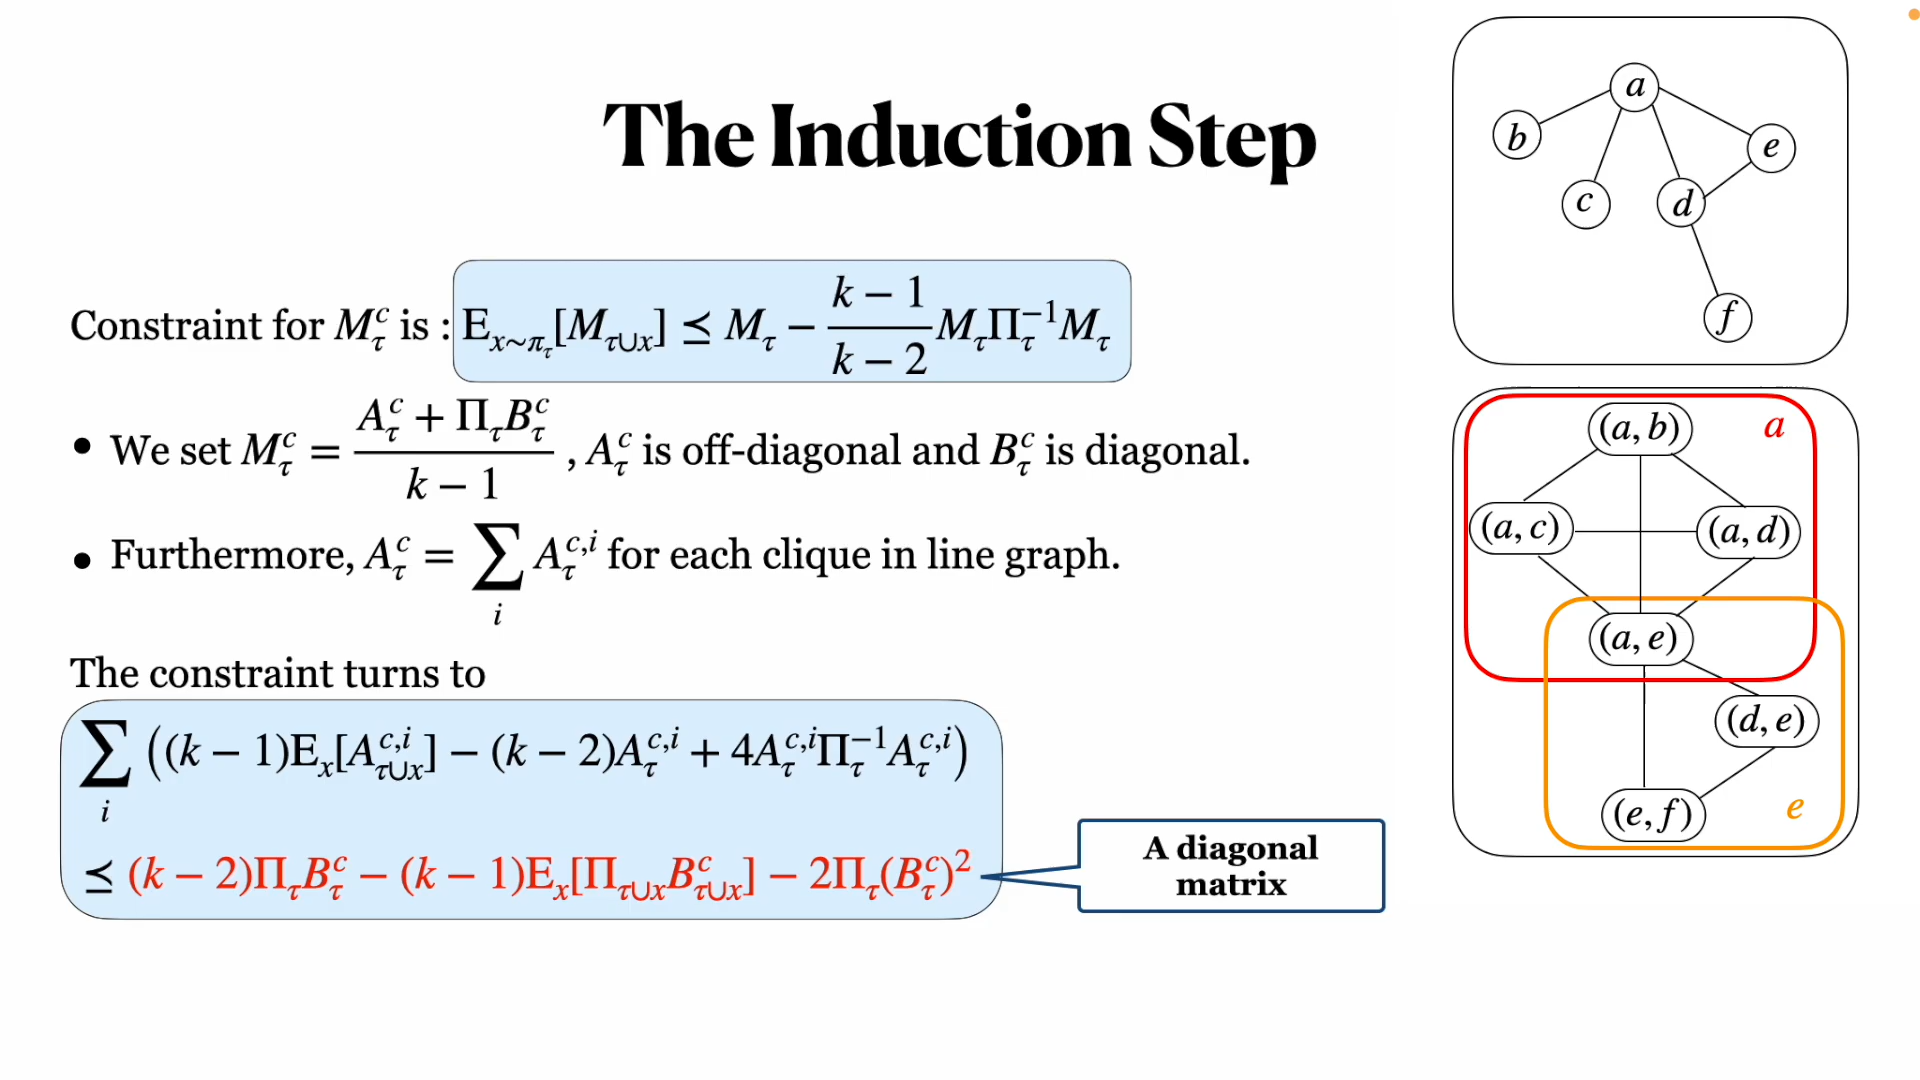 The Induction Step
Constraint for $M_\tau^c$ is : $\mathrm{E}_{x \sim \pi_\tau}[M_{\tau \cup x}] \preceq M_\tau - \frac{k-1}{k-2} M_\tau \Pi_\tau^{-1} M_\tau$
• We set $M_\tau^c = \frac{A_\tau^c + \Pi_\tau B_\tau^c}{k-1}$ , $A_\tau^c$ is off-diagonal and $B_\tau^c$ is diagonal.
• Furthermore, $A_\tau^c = \sum_i A_\tau^{c,i}$ for each clique in line graph.
The constraint turns to
$\sum_i \left((k-1)\mathrm{E}_x[A_{\tau \cup x}^{c,i}] - (k-2)A_\tau^{c,i} + 4A_\tau^{c,i}\Pi_\tau^{-1}A_\tau^{c,i}\right)$
$\preceq (k-2)\Pi_\tau B_\tau^c - (k-1)\mathrm{E}_x[\Pi_{\tau \cup x} B_{\tau \cup x}^c] - 2\Pi_\tau (B_\tau^c)^2$
A diagonal
matrix
a
b
e
c
d
f
(a, b)
a
(a, c)
(a, d)
(a, e)
(d, e)
(e, f)
e